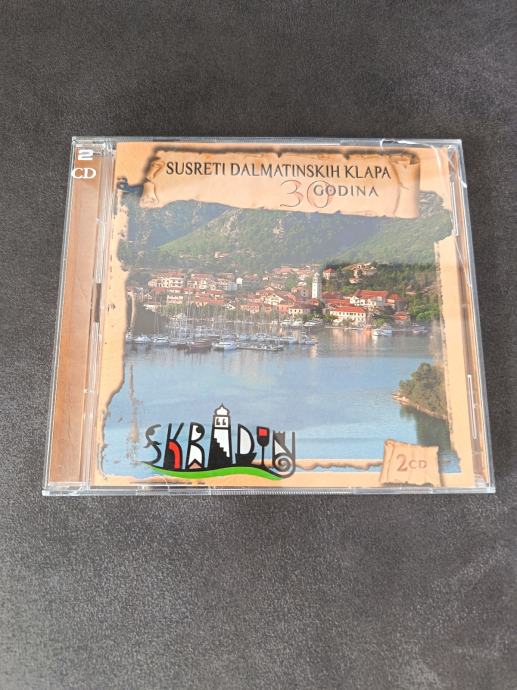 2
CD
SUSRETI DALMATINSKIH KLAPA
30 GODINA
SKRADIN
2CD